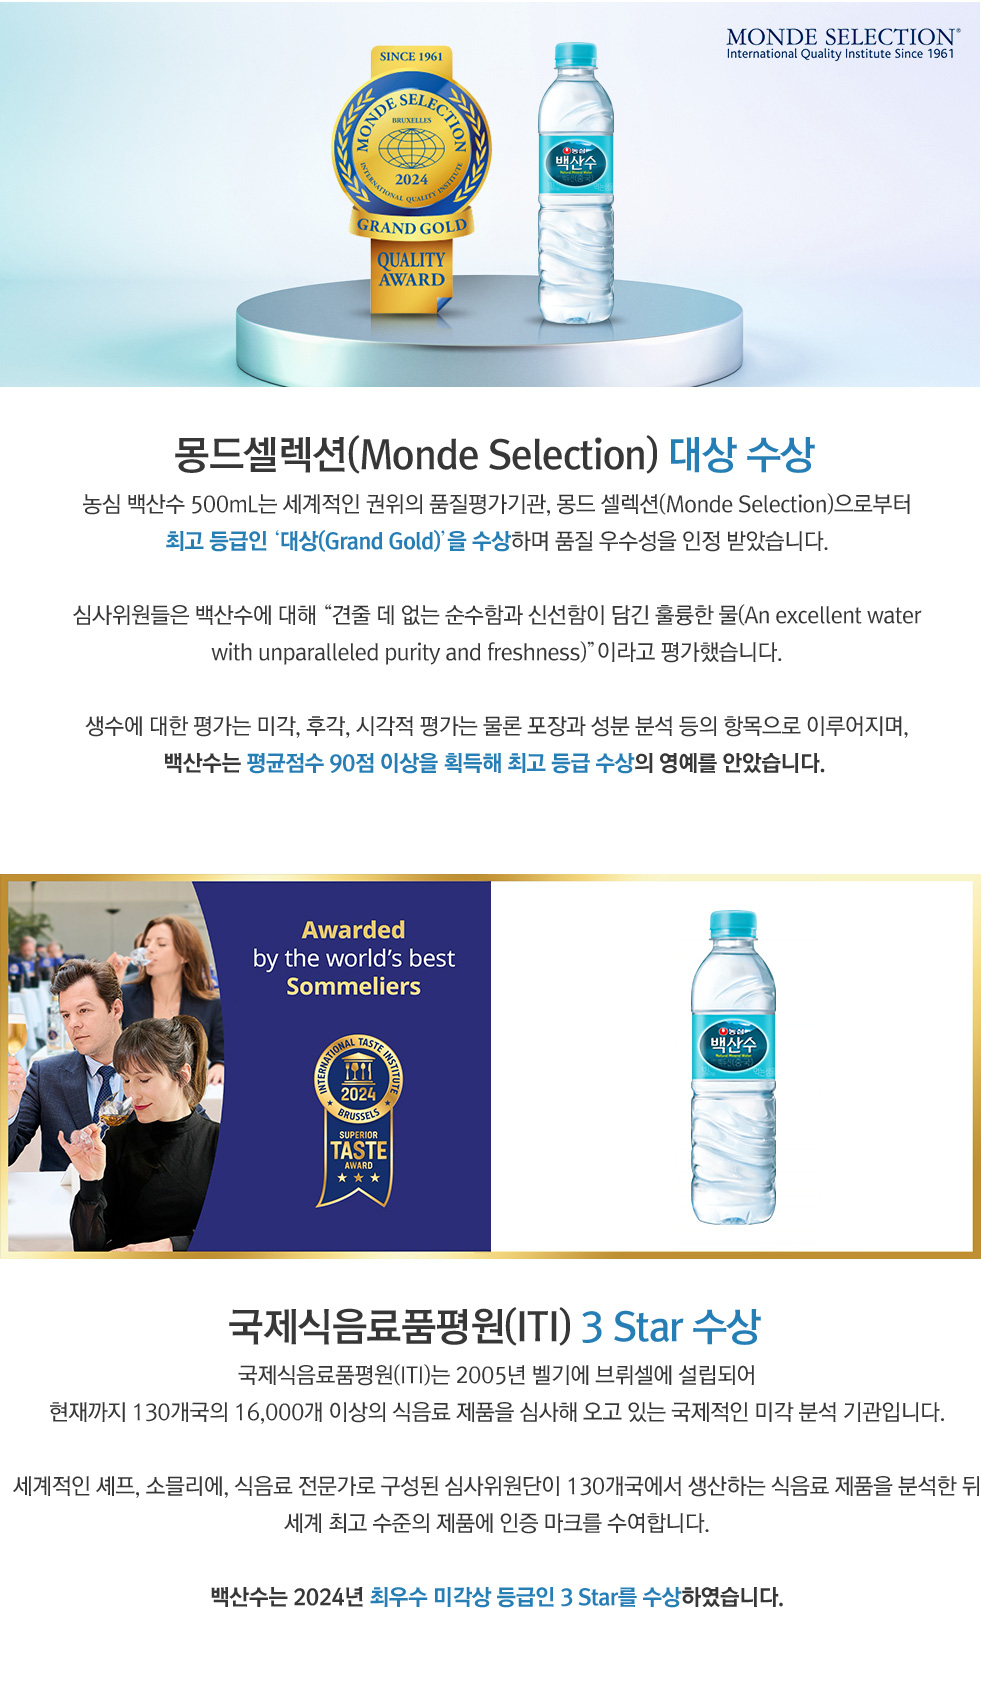 MONDE SELECTION®
International Quality Institute Since 1961
SINCE 1961
MONDE SELECTION
BRUXELLES
2024
INTERNATIONAL QUALITY INSTITUTE
GRAND GOLD
QUALITY
AWARD
농심
백산수
Natural Mineral Water
몽드셀렉션(Monde Selection) 대상 수상
농심 백산수 500mL는 세계적인 권위의 품질평가기관, 몽드 셀렉션(Monde Selection)으로부터
최고 등급인 ‘대상(Grand Gold)’을 수상하며 품질 우수성을 인정 받았습니다.
심사위원들은 백산수에 대해 “견줄 데 없는 순수함과 신선함이 담긴 훌륭한 물(An excellent water
with unparalleled purity and freshness)”이라고 평가했습니다.
생수에 대한 평가는 미각, 후각, 시각적 평가는 물론 포장과 성분 분석 등의 항목으로 이루어지며,
백산수는 평균점수 90점 이상을 획득해 최고 등급 수상의 영예를 안았습니다.
Awarded
by the world’s best
Sommeliers
INTERNATIONAL TASTE INSTITUTE
2024
BRUSSELS
SUPERIOR
TASTE
AWARD
농심
백산수
Natural Mineral Water
국제식음료품평원(ITI) 3 Star 수상
국제식음료품평원(ITI)는 2005년 벨기에 브뤼셀에 설립되어
현재까지 130개국의 16,000개 이상의 식음료 제품을 심사해 오고 있는 국제적인 미각 분석 기관입니다.
세계적인 셰프, 소믈리에, 식음료 전문가로 구성된 심사위원단이 130개국에서 생산하는 식음료 제품을 분석한 뒤
세계 최고 수준의 제품에 인증 마크를 수여합니다.
백산수는 2024년 최우수 미각상 등급인 3 Star를 수상하였습니다.